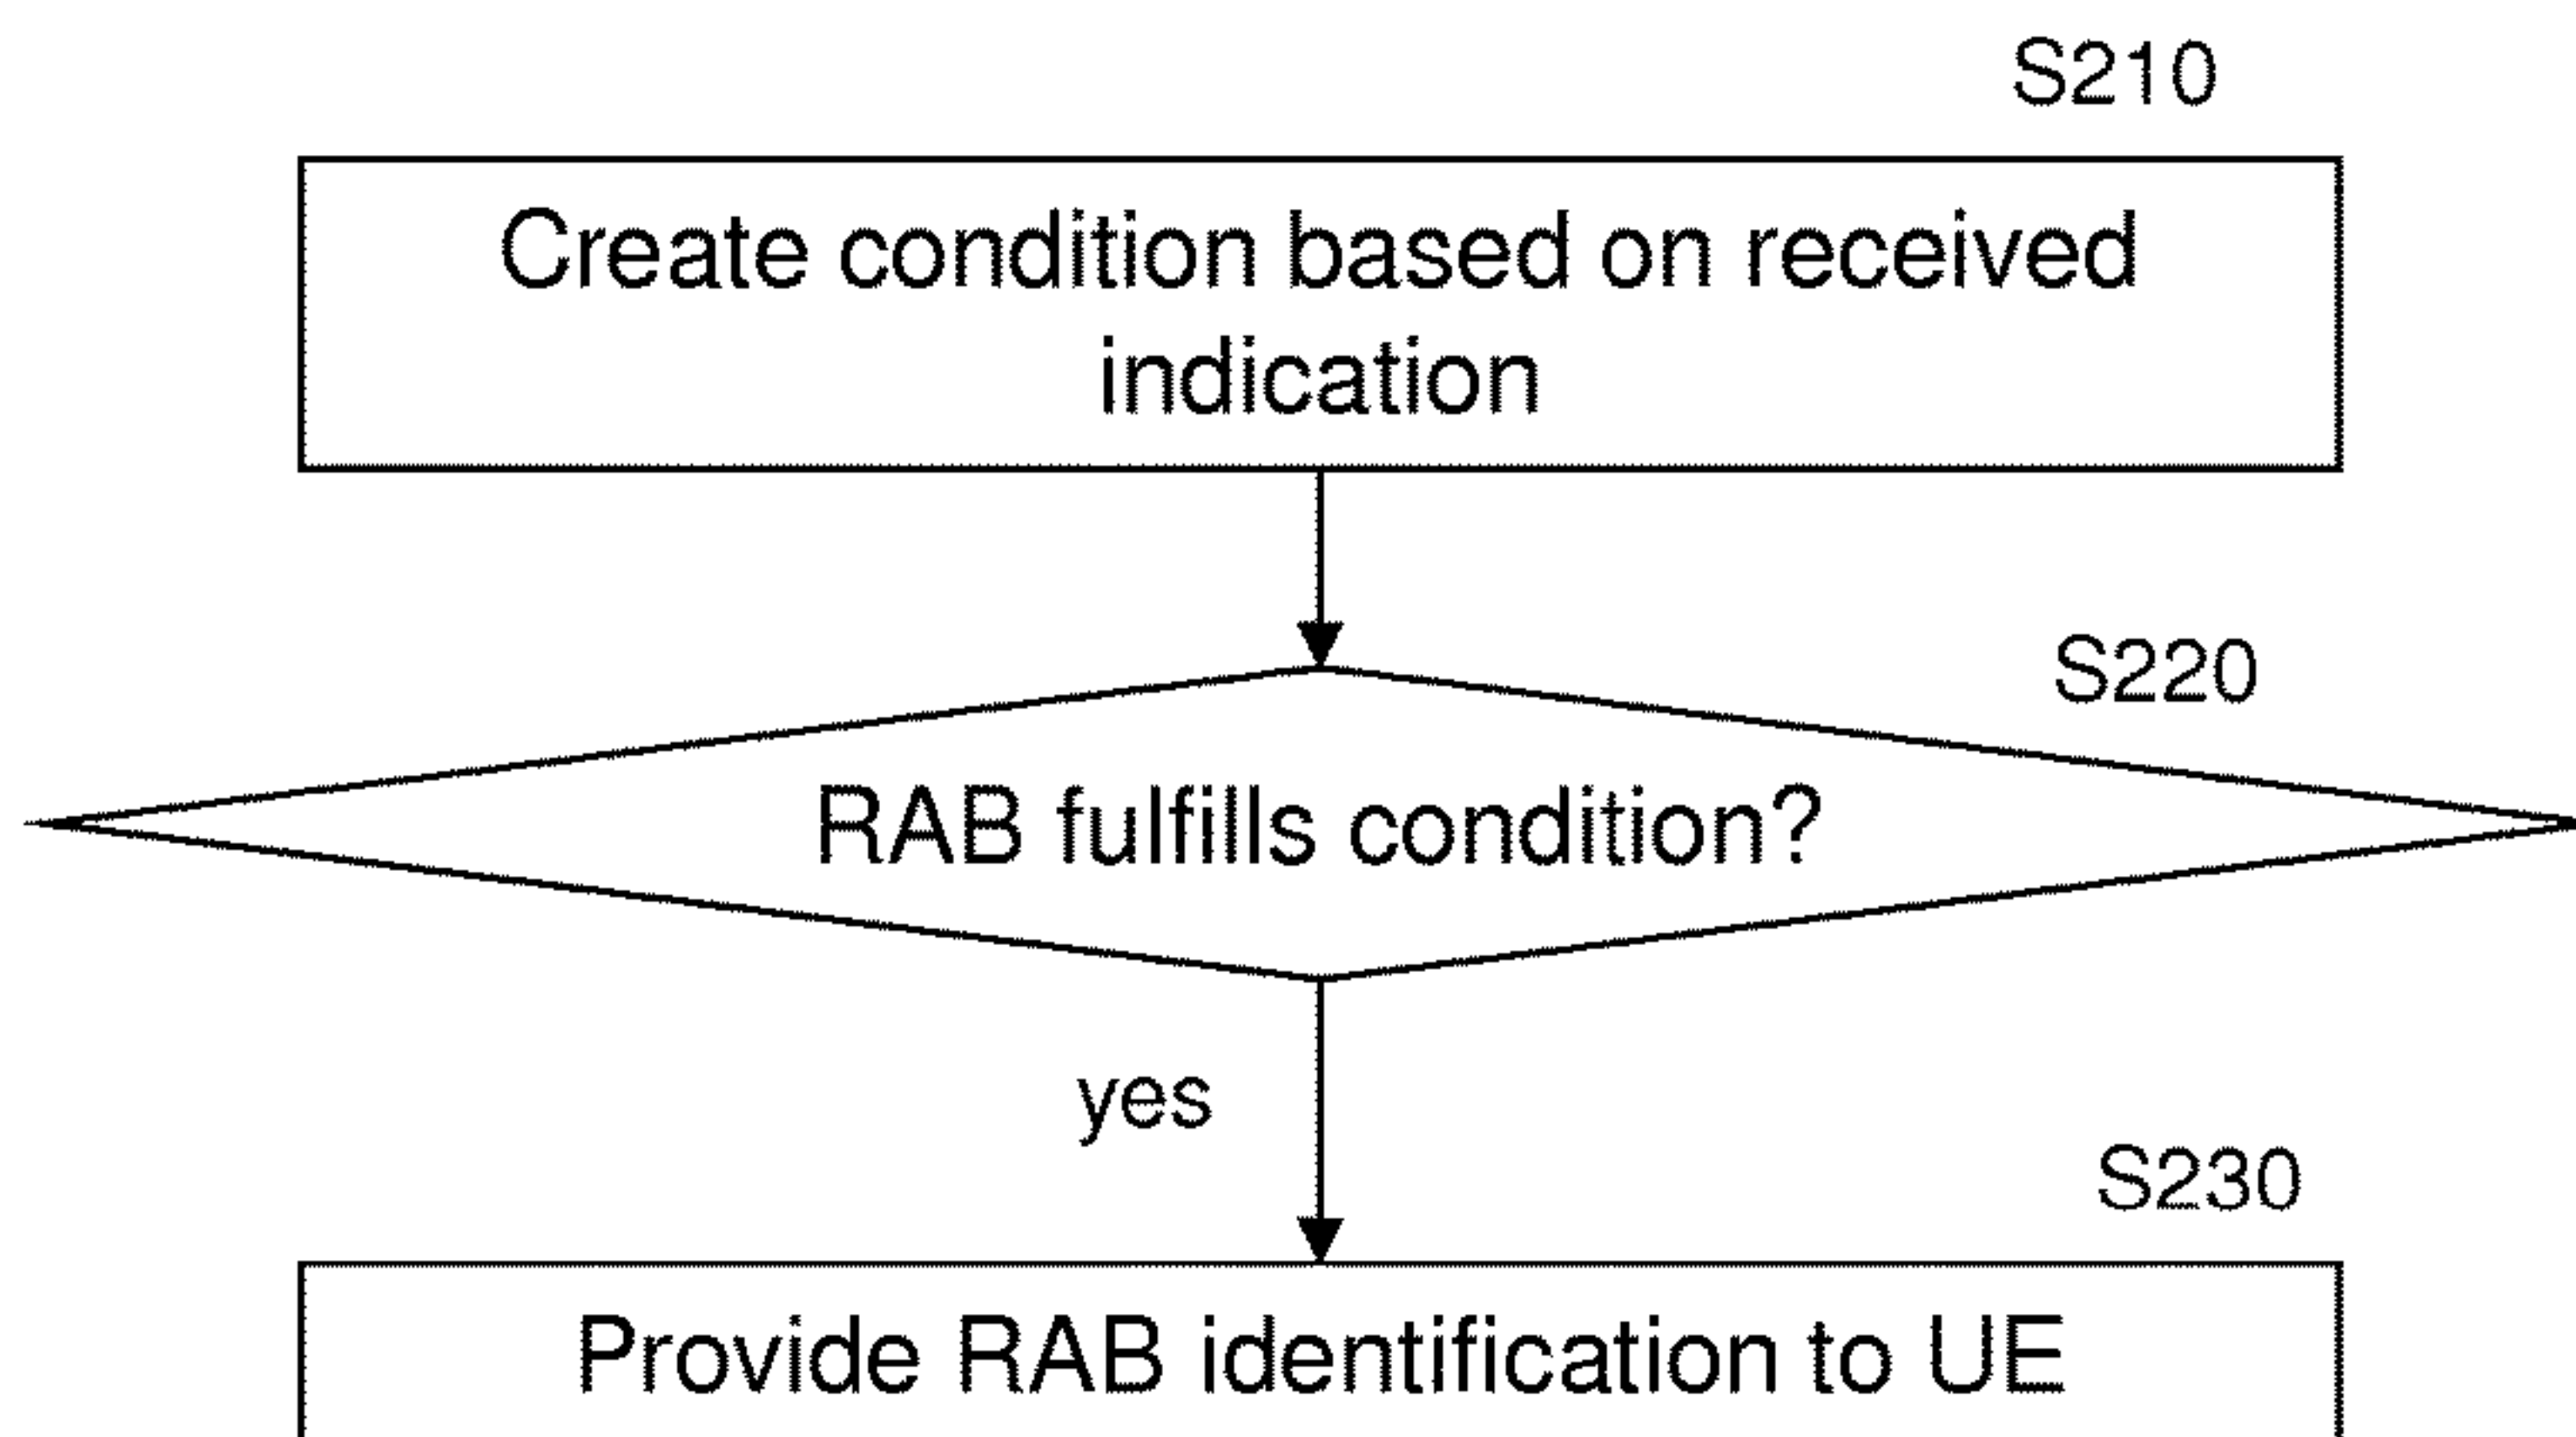 S210
Create condition based on received
indication
S220
RAB fulfills condition?
yes
S230
Provide RAB identification to UE